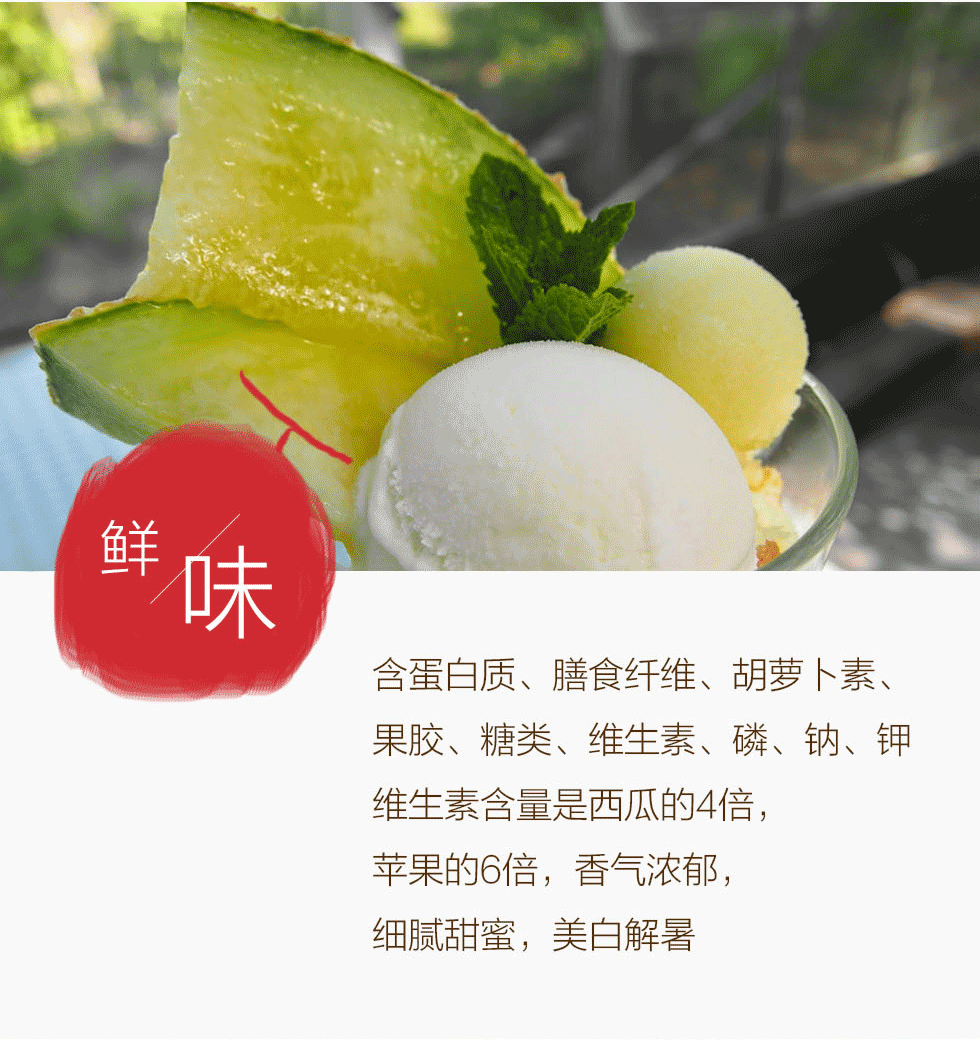 鲜
味
含蛋白质、膳食纤维、胡萝卜素、
果胶、糖类、维生素、磷、钠、钾
维生素含量是西瓜的4倍，
苹果的6倍，香气浓郁，
细腻甜蜜，美白解暑